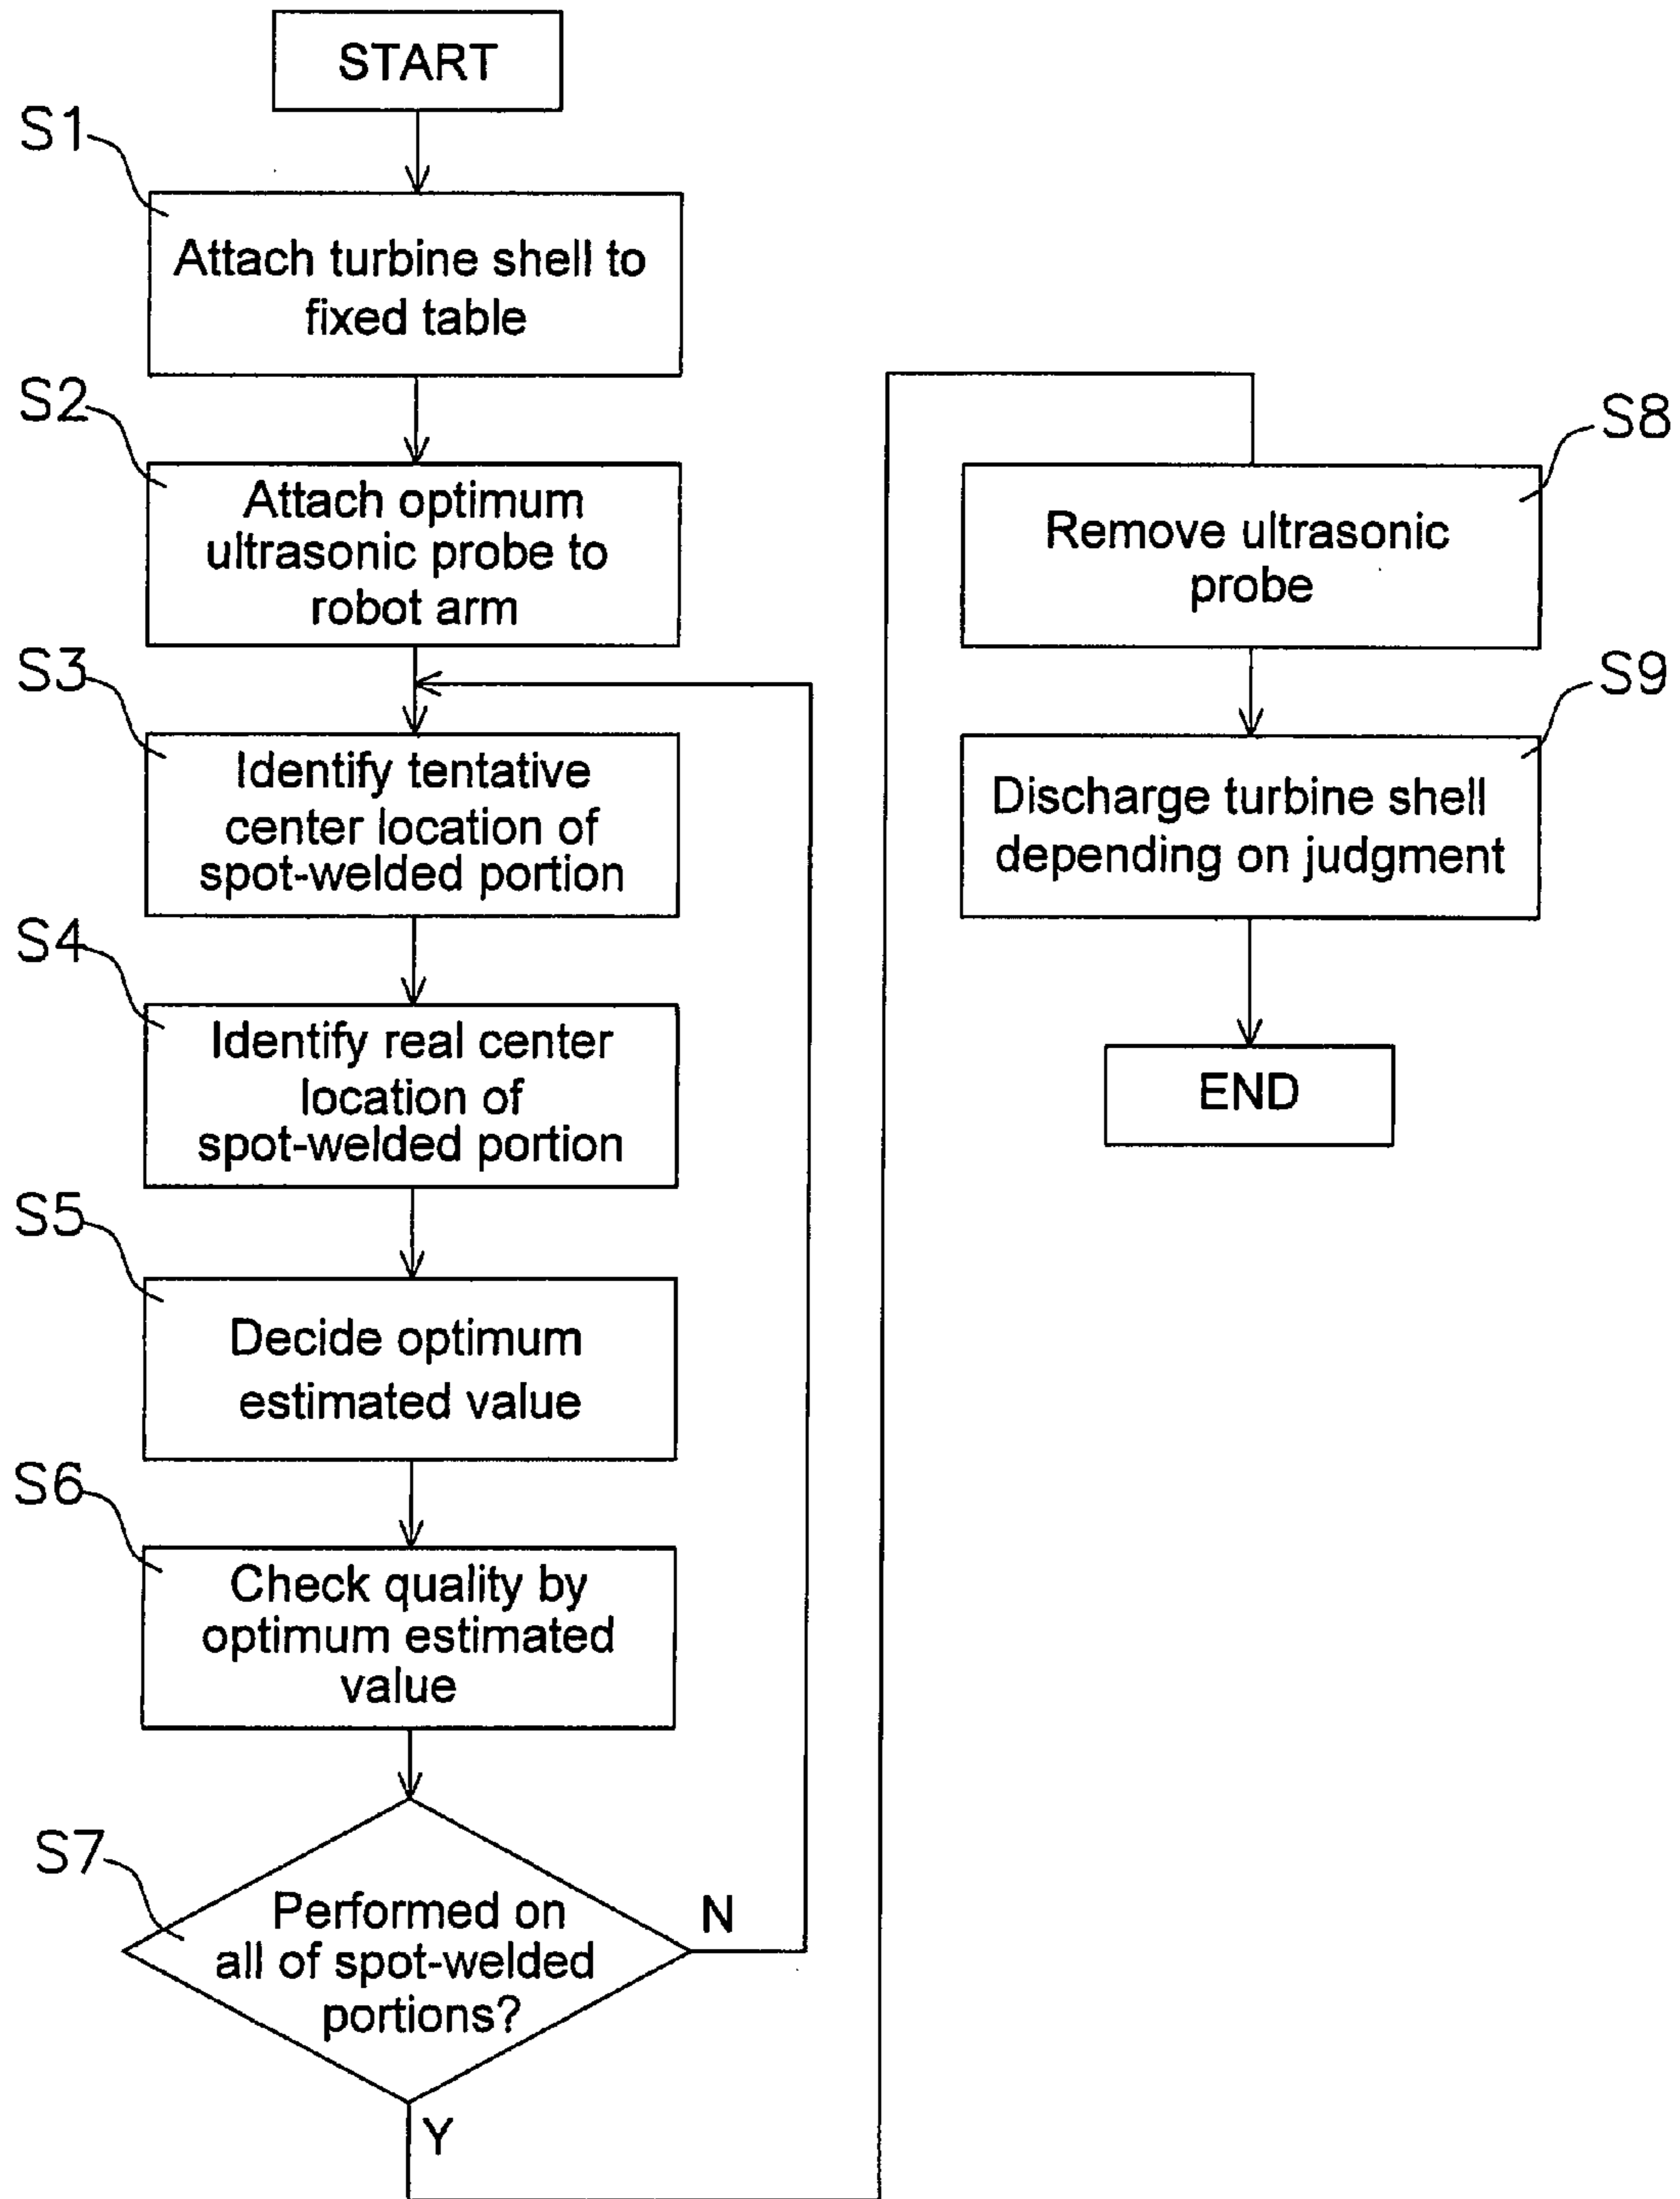 START
S1
Attach turbine shell to
fixed table
S2
Attach optimum
ultrasonic probe to
robot arm
S3
Identify tentative
center location of
spot-welded portion
S4
Identify real center
location of
spot-welded portion
S5
Decide optimum
estimated value
S6
Check quality by
optimum estimated
value
S7
Performed on
all of spot-welded
portions?
N
Y
S8
Remove ultrasonic
probe
S9
Discharge turbine shell
depending on judgment
END